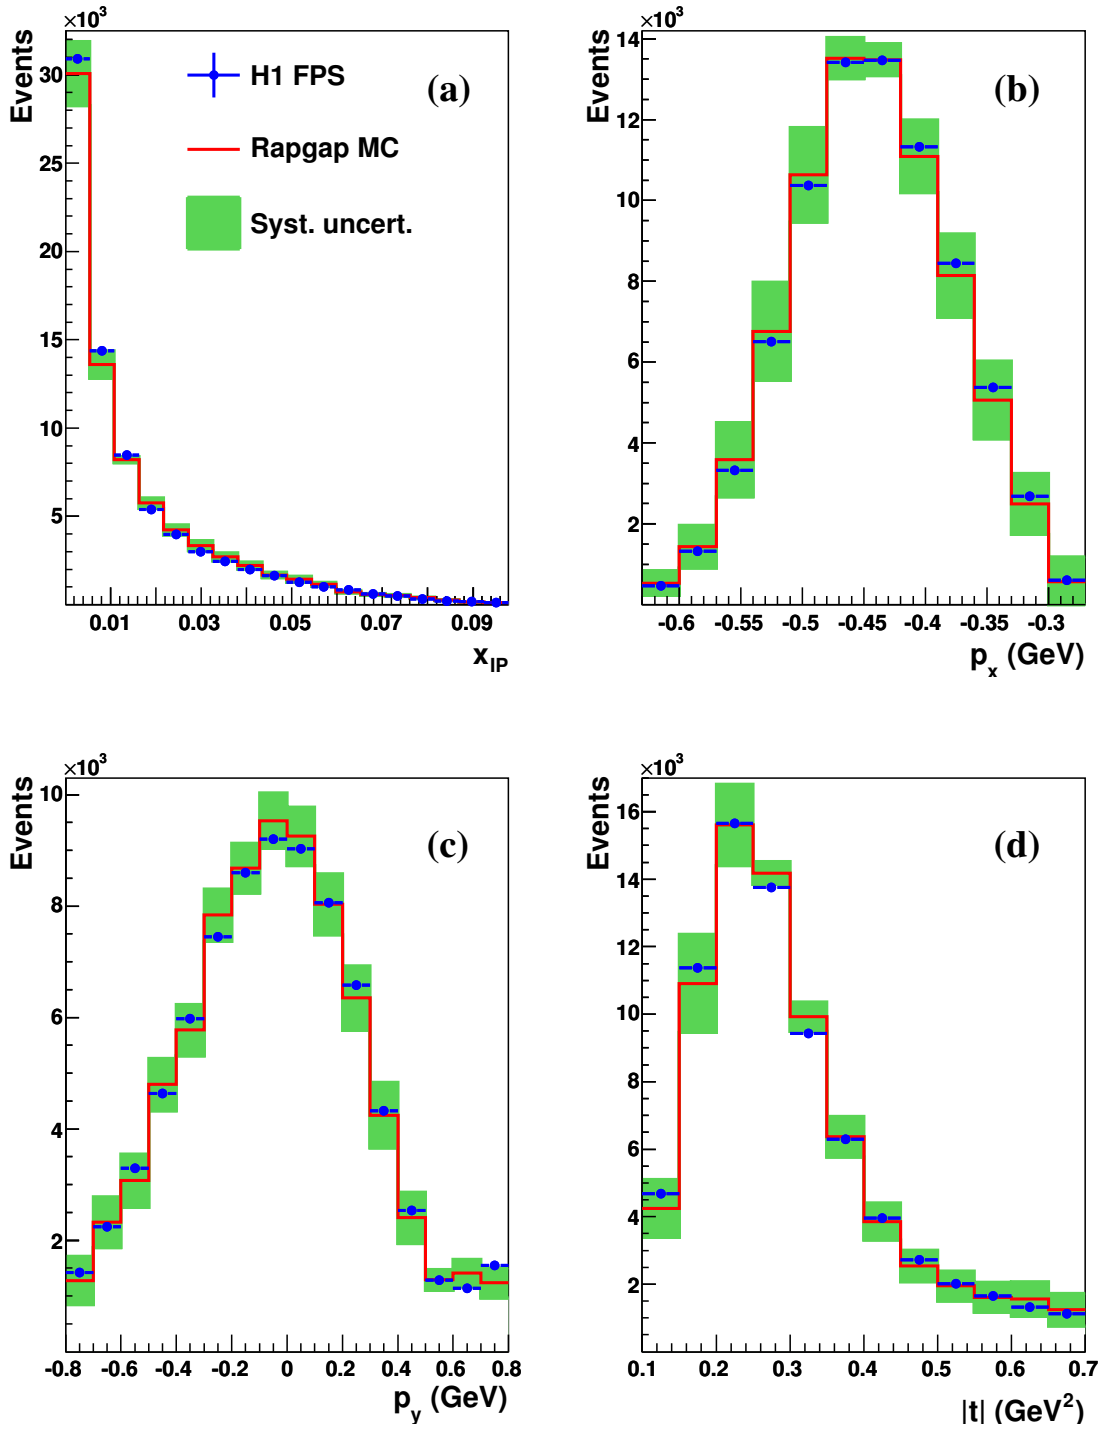 ×10³
Events
30
25
20
15
10
5
H1 FPS
Rapgap MC
Syst. uncert.
(a)
0.01 0.03 0.05 0.07 0.09
x_IP
×10³
Events
14
12
10
8
6
4
2
(b)
-0.6 -0.55 -0.5 -0.45 -0.4 -0.35 -0.3
p_x (GeV)
×10³
Events
10
8
6
4
2
(c)
-0.8 -0.6 -0.4 -0.2 0 0.2 0.4 0.6 0.8
p_y (GeV)
×10³
Events
16
14
12
10
8
6
4
2
(d)
0.1 0.2 0.3 0.4 0.5 0.6 0.7
|t| (GeV²)